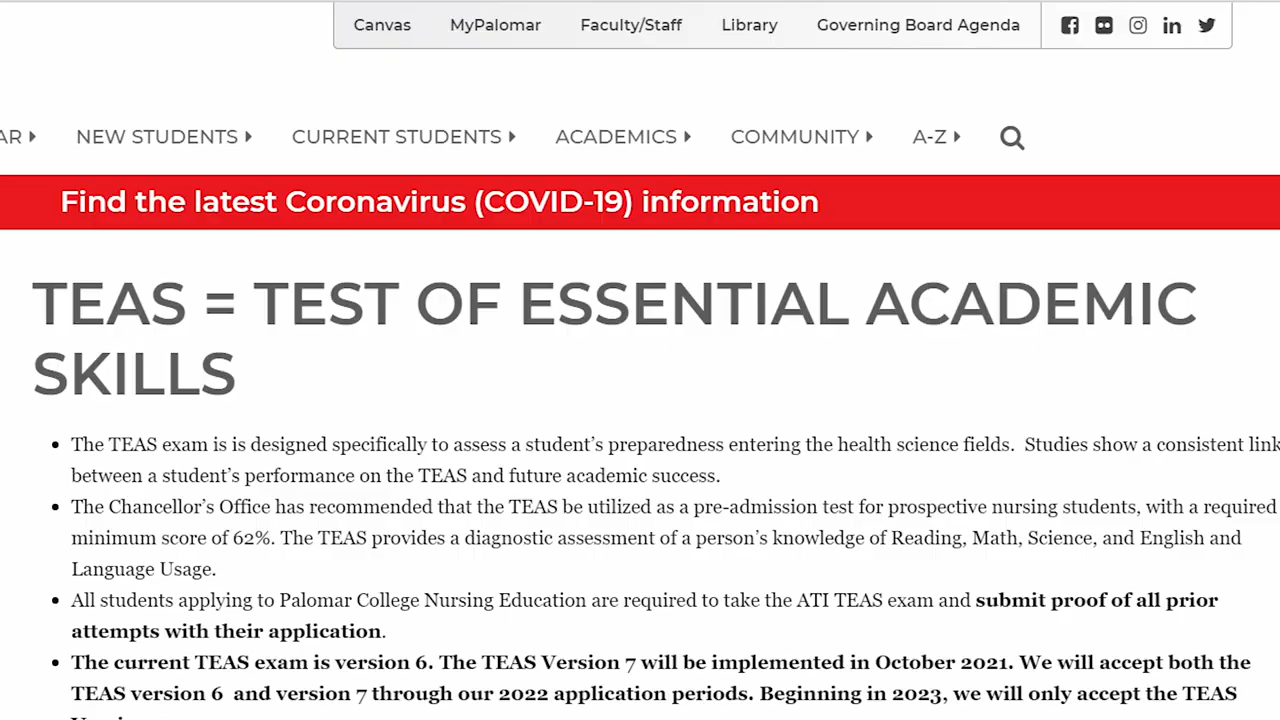 Canvas MyPalomar Faculty/Staff Library Governing Board Agenda
AR NEW STUDENTS CURRENT STUDENTS ACADEMICS COMMUNITY A-Z
Find the latest Coronavirus (COVID-19) information
TEAS = TEST OF ESSENTIAL ACADEMIC
SKILLS
The TEAS exam is is designed specifically to assess a student’s preparedness entering the health science fields. Studies show a consistent link
between a student’s performance on the TEAS and future academic success.
The Chancellor’s Office has recommended that the TEAS be utilized as a pre-admission test for prospective nursing students, with a required
minimum score of 62%. The TEAS provides a diagnostic assessment of a person’s knowledge of Reading, Math, Science, and English and
Language Usage.
All students applying to Palomar College Nursing Education are required to take the ATI TEAS exam and submit proof of all prior
attempts with their application.
The current TEAS exam is version 6. The TEAS Version 7 will be implemented in October 2021. We will accept both the
TEAS version 6 and version 7 through our 2022 application periods. Beginning in 2023, we will only accept the TEAS